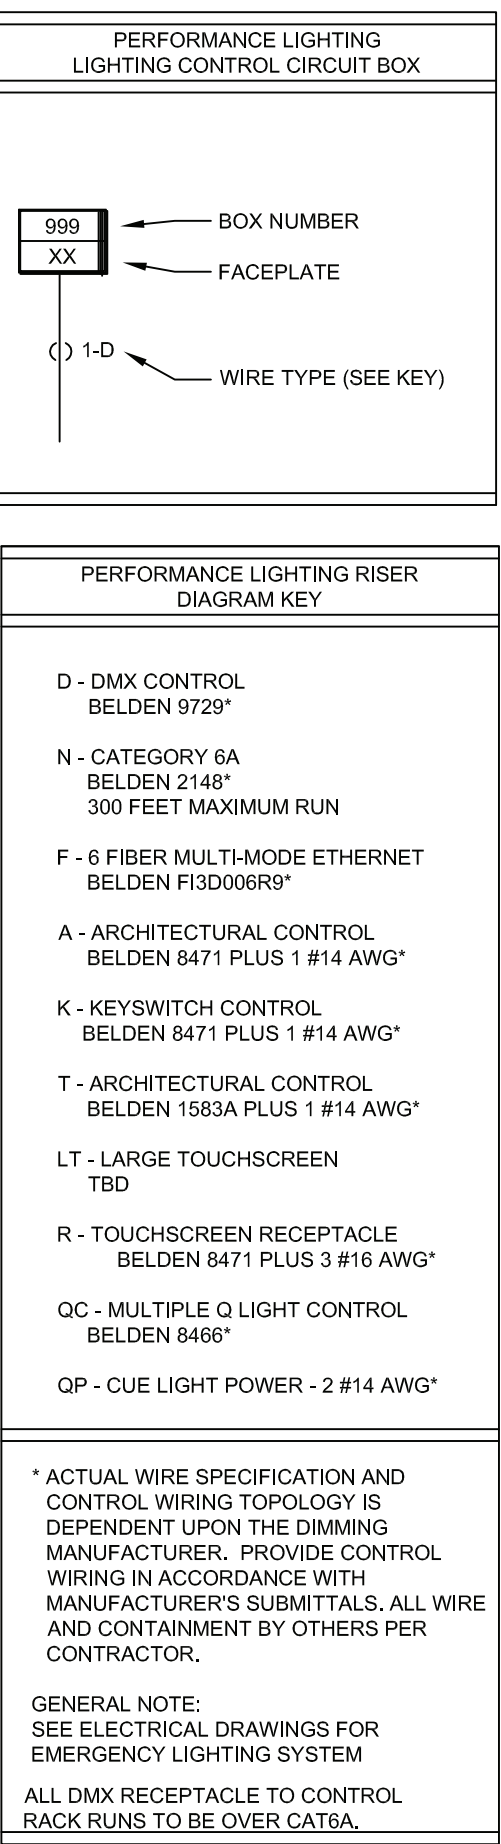 PERFORMANCE LIGHTING
LIGHTING CONTROL CIRCUIT BOX
999
BOX NUMBER
XX
FACEPLATE
1-D
WIRE TYPE (SEE KEY)
PERFORMANCE LIGHTING RISER
DIAGRAM KEY
D - DMX CONTROL
BELDEN 9729*
N - CATEGORY 6A
BELDEN 2148*
300 FEET MAXIMUM RUN
F - 6 FIBER MULTI-MODE ETHERNET
BELDEN FI3D006R9*
A - ARCHITECTURAL CONTROL
BELDEN 8471 PLUS 1 #14 AWG*
K - KEYSWITCH CONTROL
BELDEN 8471 PLUS 1 #14 AWG*
T - ARCHITECTURAL CONTROL
BELDEN 1583A PLUS 1 #14 AWG*
LT - LARGE TOUCHSCREEN
TBD
R - TOUCHSCREEN RECEPTACLE
BELDEN 8471 PLUS 3 #16 AWG*
QC - MULTIPLE Q LIGHT CONTROL
BELDEN 8466*
QP - CUE LIGHT POWER - 2 #14 AWG*
* ACTUAL WIRE SPECIFICATION AND
CONTROL WIRING TOPOLOGY IS
DEPENDENT UPON THE DIMMING
MANUFACTURER. PROVIDE CONTROL
WIRING IN ACCORDANCE WITH
MANUFACTURER'S SUBMITTALS. ALL WIRE
AND CONTAINMENT BY OTHERS PER
CONTRACTOR.
GENERAL NOTE:
SEE ELECTRICAL DRAWINGS FOR
EMERGENCY LIGHTING SYSTEM
ALL DMX RECEPTACLE TO CONTROL
RACK RUNS TO BE OVER CAT6A.